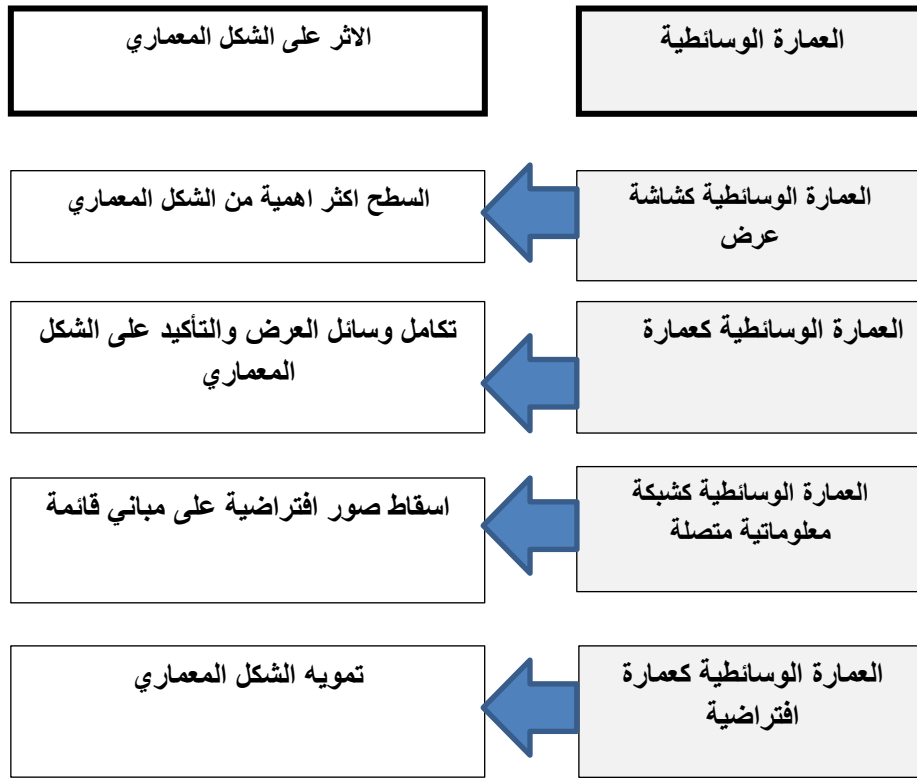 العمارة الوسائطية
الاثر على الشكل المعماري
العمارة الوسائطية كشاشة
عرض
السطح اكثر اهمية من الشكل المعماري
العمارة الوسائطية كعمارة
تكامل وسائل العرض والتأكيد على الشكل
المعماري
العمارة الوسائطية كشبكة
معلوماتية متصلة
اسقاط صور افتراضية على مباني قائمة
العمارة الوسائطية كعمارة
افتراضية
تمويه الشكل المعماري